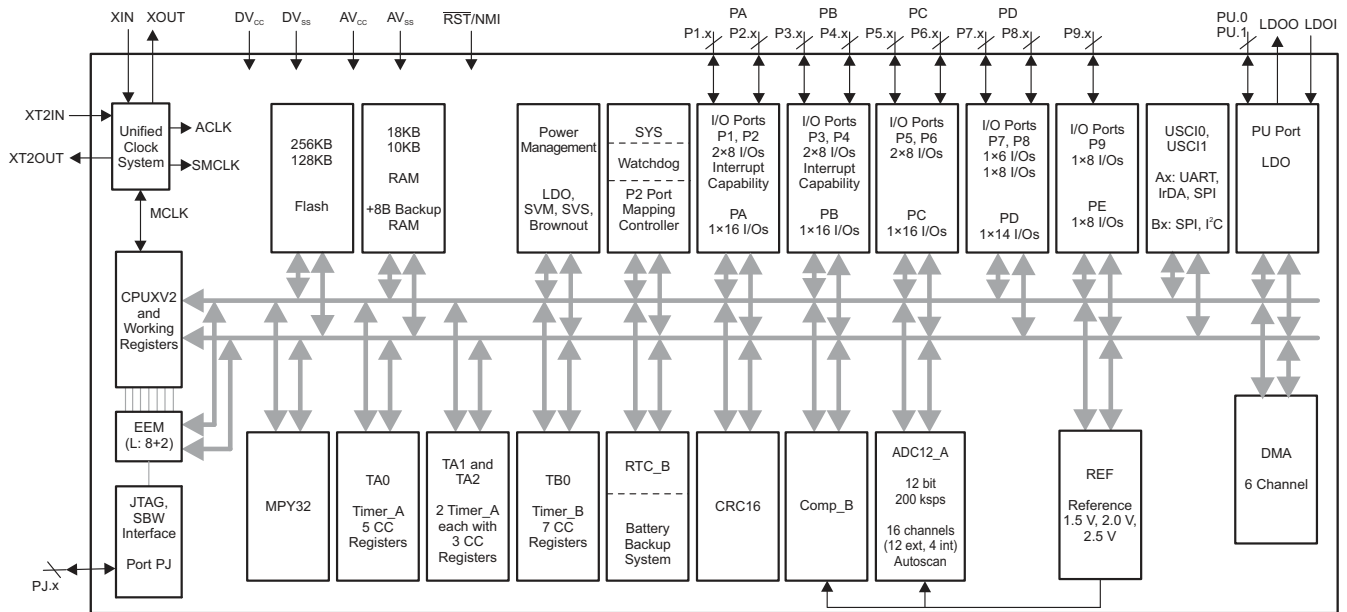 XIN XOUT DVCC DVSS AVCC AVSS RST/NMI PA PB PC PD PU.0 LDOO LDOI
P1.x P2.x P3.x P4.x P5.x P6.x P7.x P8.x P9.x PU.1
XT2IN
XT2OUT
Unified
Clock
System
ACLK
SMCLK
MCLK
256KB
128KB
Flash
18KB
10KB
RAM
+8B Backup
RAM
Power
Management
LDO,
SVM, SVS,
Brownout
SYS
Watchdog
P2 Port
Mapping
Controller
I/O Ports
P1, P2
2×8 I/Os
Interrupt
Capability
PA
1×16 I/Os
I/O Ports
P3, P4
2×8 I/Os
Interrupt
Capability
PB
1×16 I/Os
I/O Ports
P5, P6
2×8 I/Os
PC
1×16 I/Os
I/O Ports
P7, P8
1×6 I/Os
1×8 I/Os
PD
1×14 I/Os
I/O Ports
P9
1×8 I/Os
PE
1×8 I/Os
USCI0,
USCI1
Ax: UART,
IrDA, SPI
Bx: SPI, I²C
PU Port
LDO
CPUXV2
and
Working
Registers
EEM
(L: 8+2)
JTAG,
SBW
Interface
Port PJ
PJ.x
MPY32
TA0
Timer_A
5 CC
Registers
TA1 and
TA2
2 Timer_A
each with
3 CC
Registers
TB0
Timer_B
7 CC
Registers
RTC_B
Battery
Backup
System
CRC16
Comp_B
ADC12_A
12 bit
200 ksps
16 channels
(12 ext, 4 int)
Autoscan
REF
Reference
1.5 V, 2.0 V,
2.5 V
DMA
6 Channel